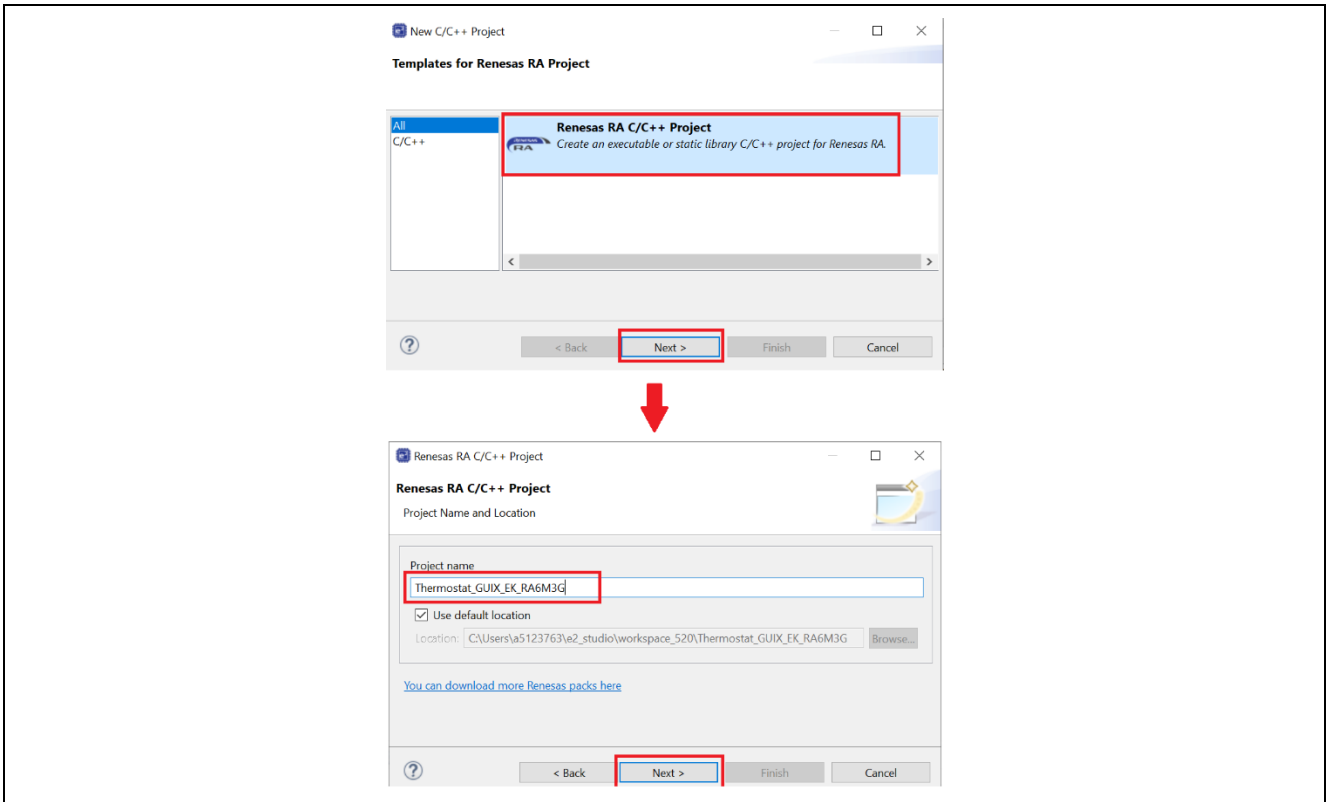 New C/C++ Project
Templates for Renesas RA Project
All
C/C++
RA
Renesas RA C/C++ Project
Create an executable or static library C/C++ project for Renesas RA.
< Back
Next >
Finish
Cancel
Renesas RA C/C++ Project
Renesas RA C/C++ Project
Project Name and Location
Project name
Thermostat_GUIX_EK_RA6M3G
Use default location
Location: C:\Users\a5123763\e2_studio\workspace_520\Thermostat_GUIX_EK_RA6M3G Browse...
You can download more Renesas packs here
< Back
Next >
Finish
Cancel